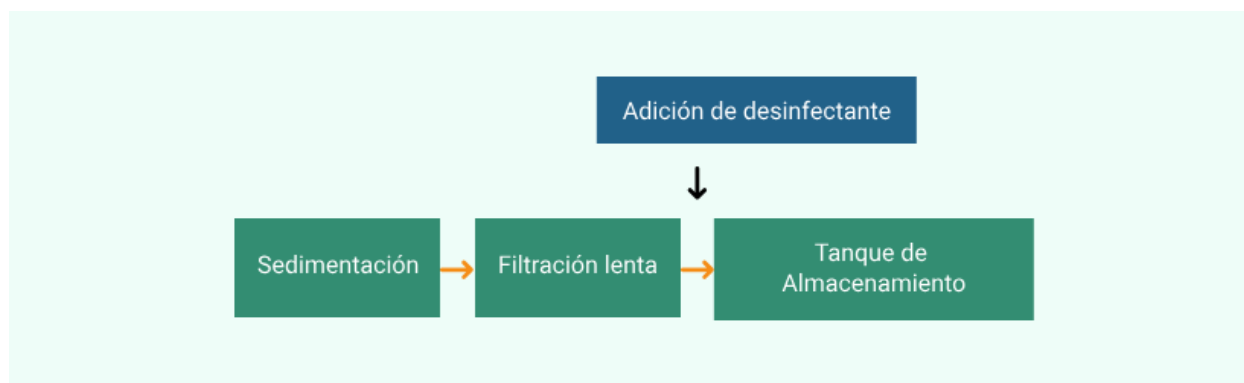 Adición de desinfectante
Sedimentación
Filtración lenta
Tanque de
Almacenamiento